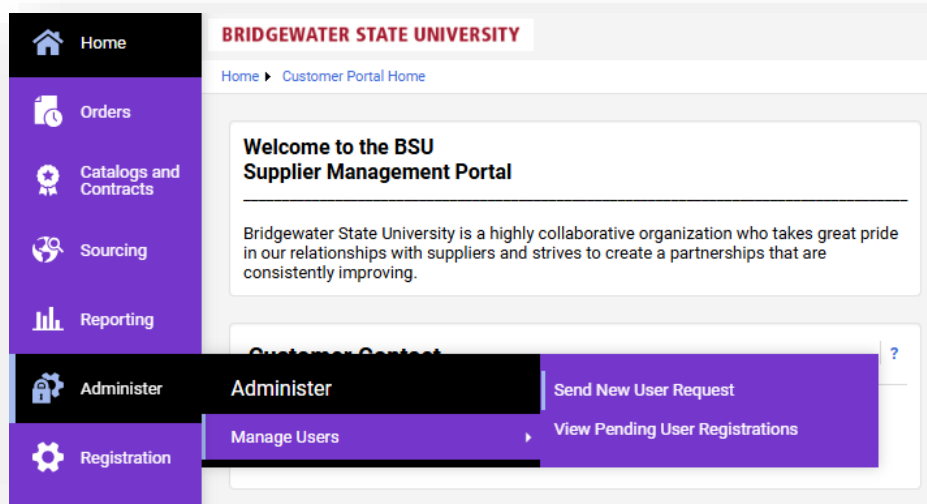 Home
Orders
Catalogs and
Contracts
Sourcing
Reporting
Administer
Registration
BRIDGEWATER STATE UNIVERSITY
Home Customer Portal Home
Welcome to the BSU
Supplier Management Portal
Bridgewater State University is a highly collaborative organization who takes great pride
in our relationships with suppliers and strives to create a partnerships that are
consistently improving.
Customer Contact
?
Administer
Manage Users
Send New User Request
View Pending User Registrations